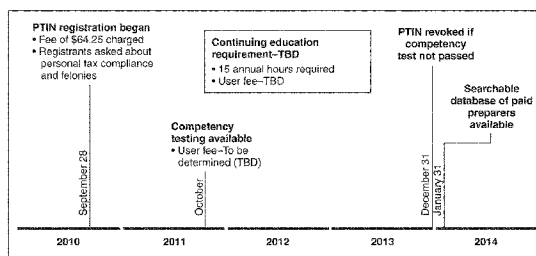 PTIN registration began
• Fee of $64.25 charged
• Registrants asked about
personal tax compliance
and felonies
September 28
Competency
testing available
• User fee–To be
determined (TBD)
October
Continuing education
requirement–TBD
• 15 annual hours required
• User fee–TBD
PTIN revoked if
competency
test not passed
December 31
Searchable
database of paid
preparers
available
January 31
2010
2011
2012
2013
2014